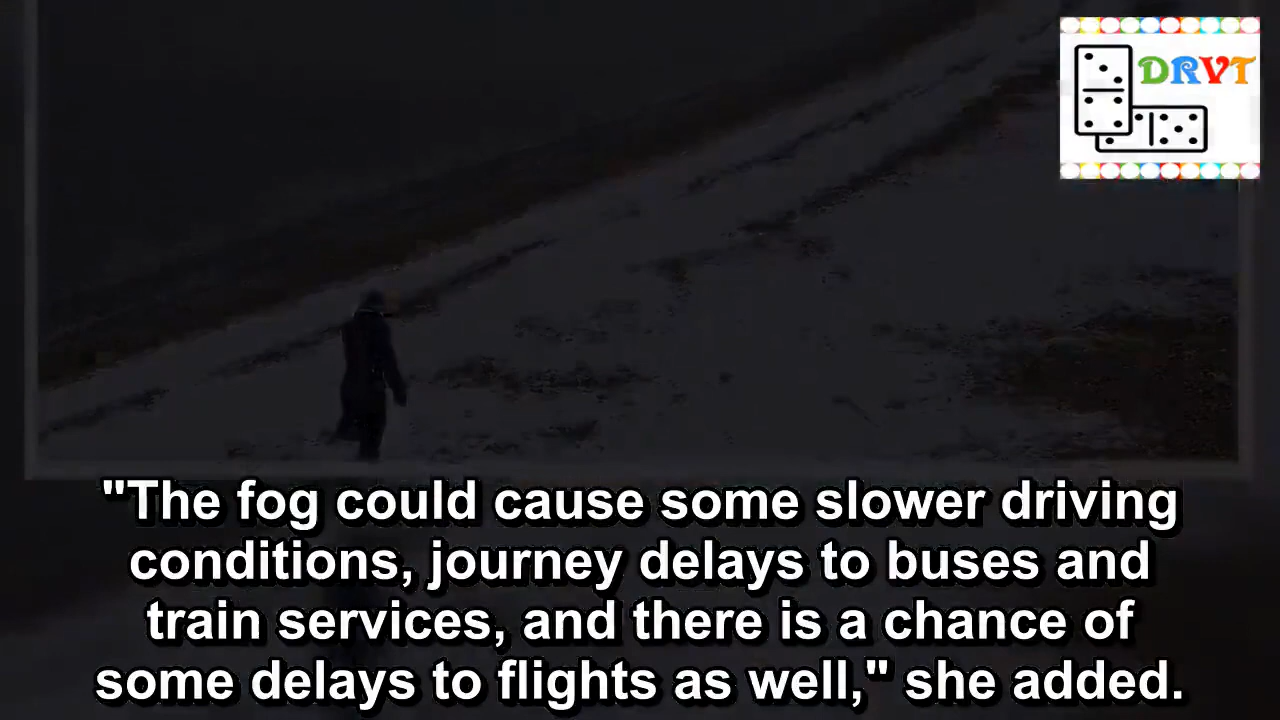 DRVT
"The fog could cause some slower driving
conditions, journey delays to buses and
train services, and there is a chance of
some delays to flights as well," she added.